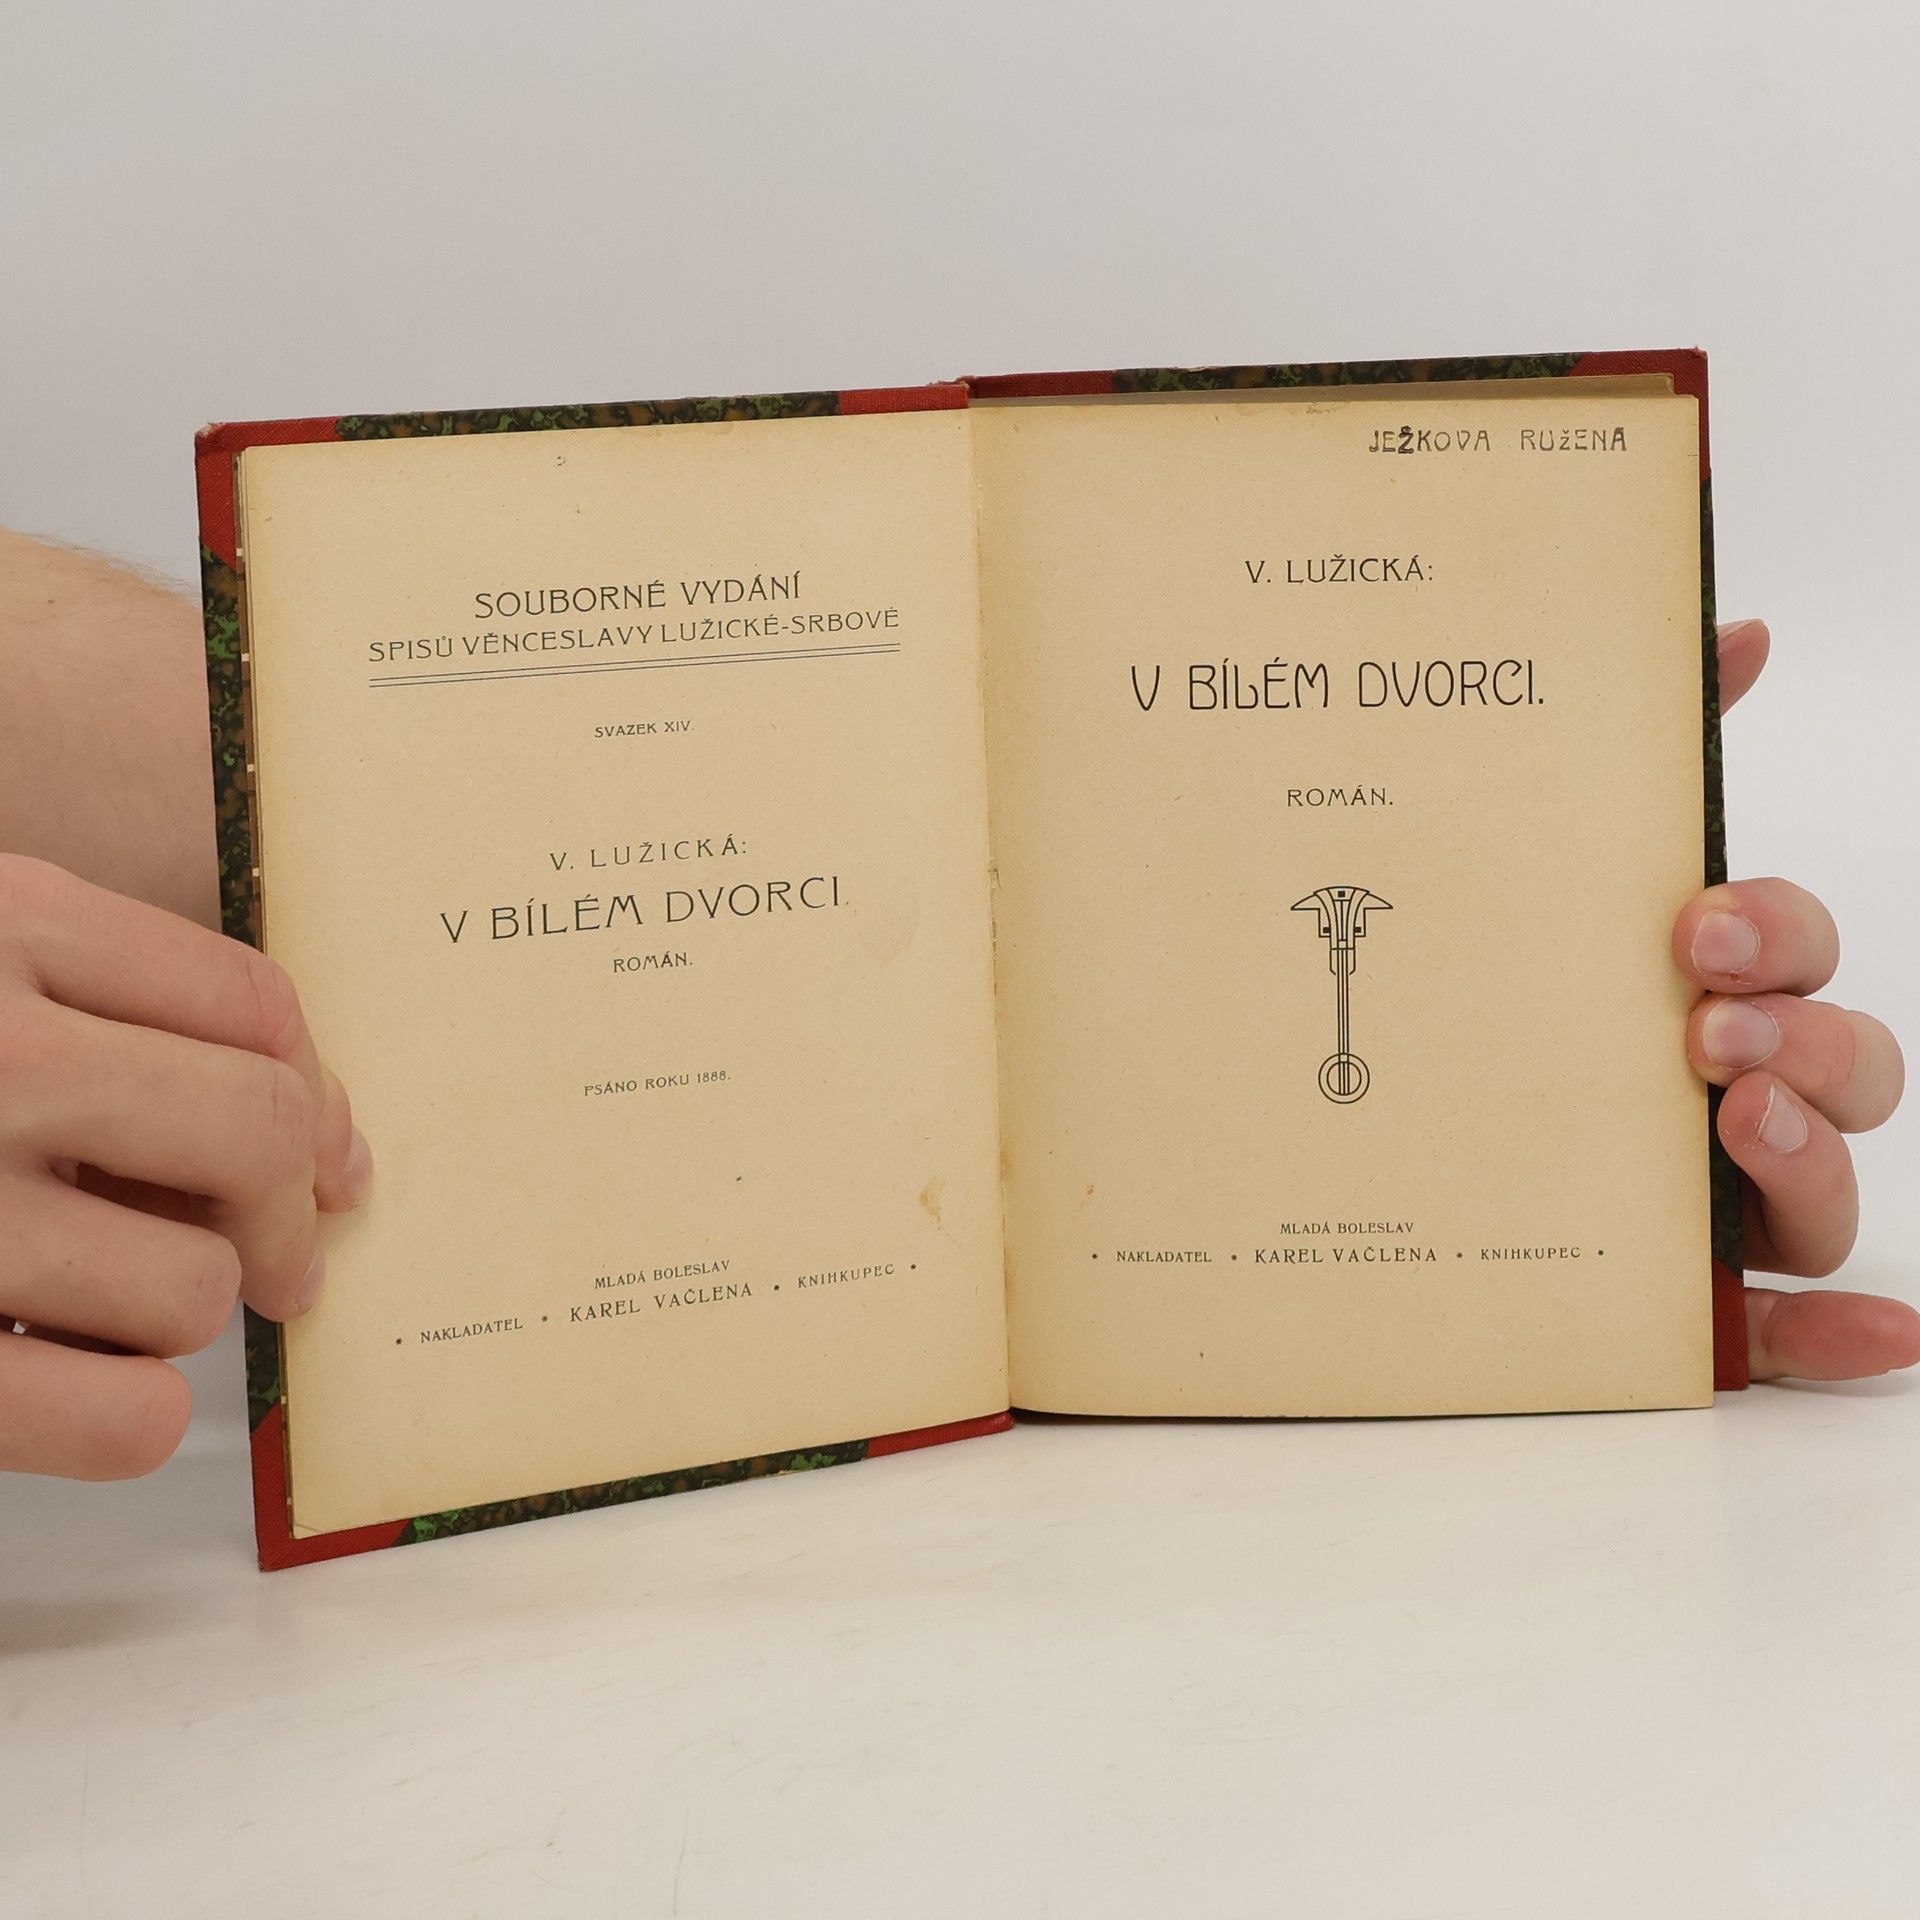 SOUBORNÉ VYDÁNÍ
SPISŮ VĚNCESLAVY LUŽICKÉ-SRBOVÉ
SVAZEK XIV.
V. LUŽICKÁ:
V BÍLÉM DVORCI.
ROMÁN.
PSÁNO ROKU 1888.
MLADÁ BOLESLAV
* NAKLADATEL * KAREL VAČLENA * KNIHKUPEC *
JEŽKOVA RUŽENA
V. LUŽICKÁ:
V BÍLÉM DVORCI.
ROMÁN.
MLADÁ BOLESLAV
* NAKLADATEL * KAREL VAČLENA * KNIHKUPEC *